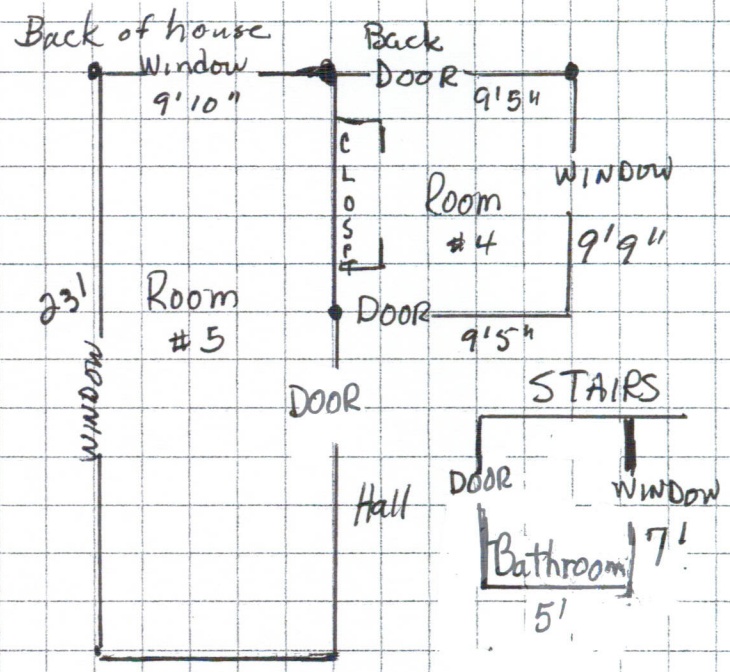 Back of house
Back
Window
DOOR
9'10"
9'5"
CLOSET
WINDOW
Room
#4
9'9"
23'
Room
#5
DOOR
9'5"
WINDOW
DOOR
STAIRS
Hall
DOOR
WINDOW
7'
Bathroom
5'